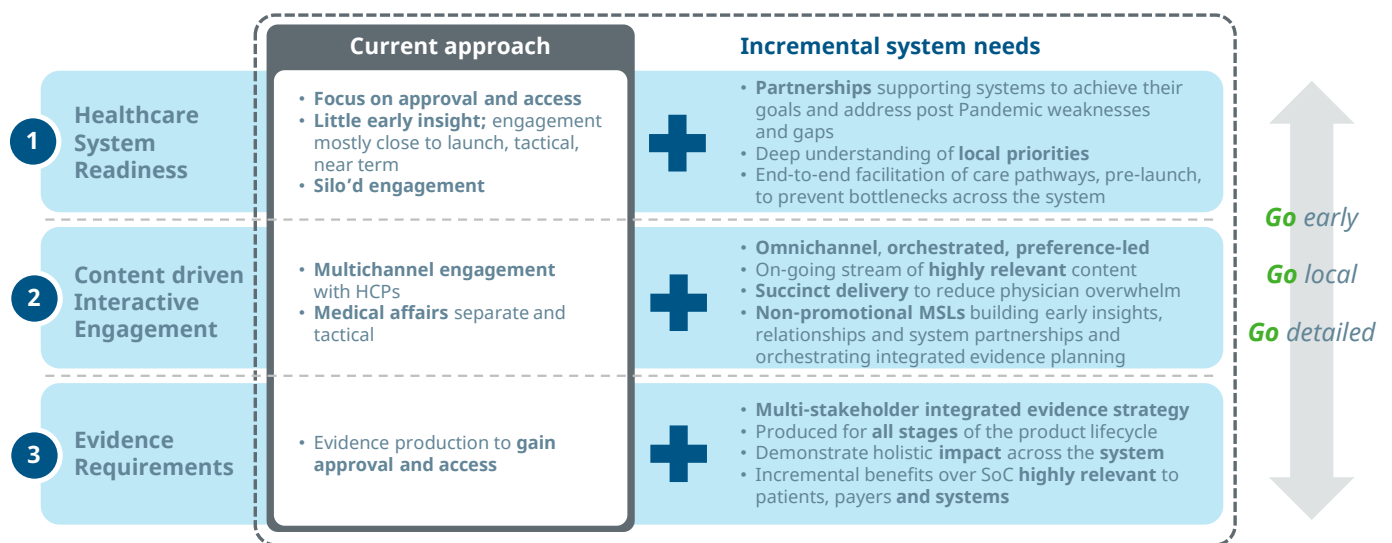 Current approach
Incremental system needs
1
Healthcare
System
Readiness
• Focus on approval and access
• Little early insight; engagement
mostly close to launch, tactical,
near term
• Silo’d engagement
• Partnerships supporting systems to achieve their
goals and address post Pandemic weaknesses
and gaps
• Deep understanding of local priorities
• End-to-end facilitation of care pathways, pre-launch,
to prevent bottlenecks across the system
2
Content driven
Interactive
Engagement
• Multichannel engagement
with HCPs
• Medical affairs separate and
tactical
• Omnichannel, orchestrated, preference-led
• On-going stream of highly relevant content
• Succinct delivery to reduce physician overwhelm
• Non-promotional MSLs building early insights,
relationships and system partnerships and
orchestrating integrated evidence planning
3
Evidence
Requirements
• Evidence production to gain
approval and access
• Multi-stakeholder integrated evidence strategy
• Produced for all stages of the product lifecycle
• Demonstrate holistic impact across the system
• Incremental benefits over SoC highly relevant to
patients, payers and systems
Go early
Go local
Go detailed